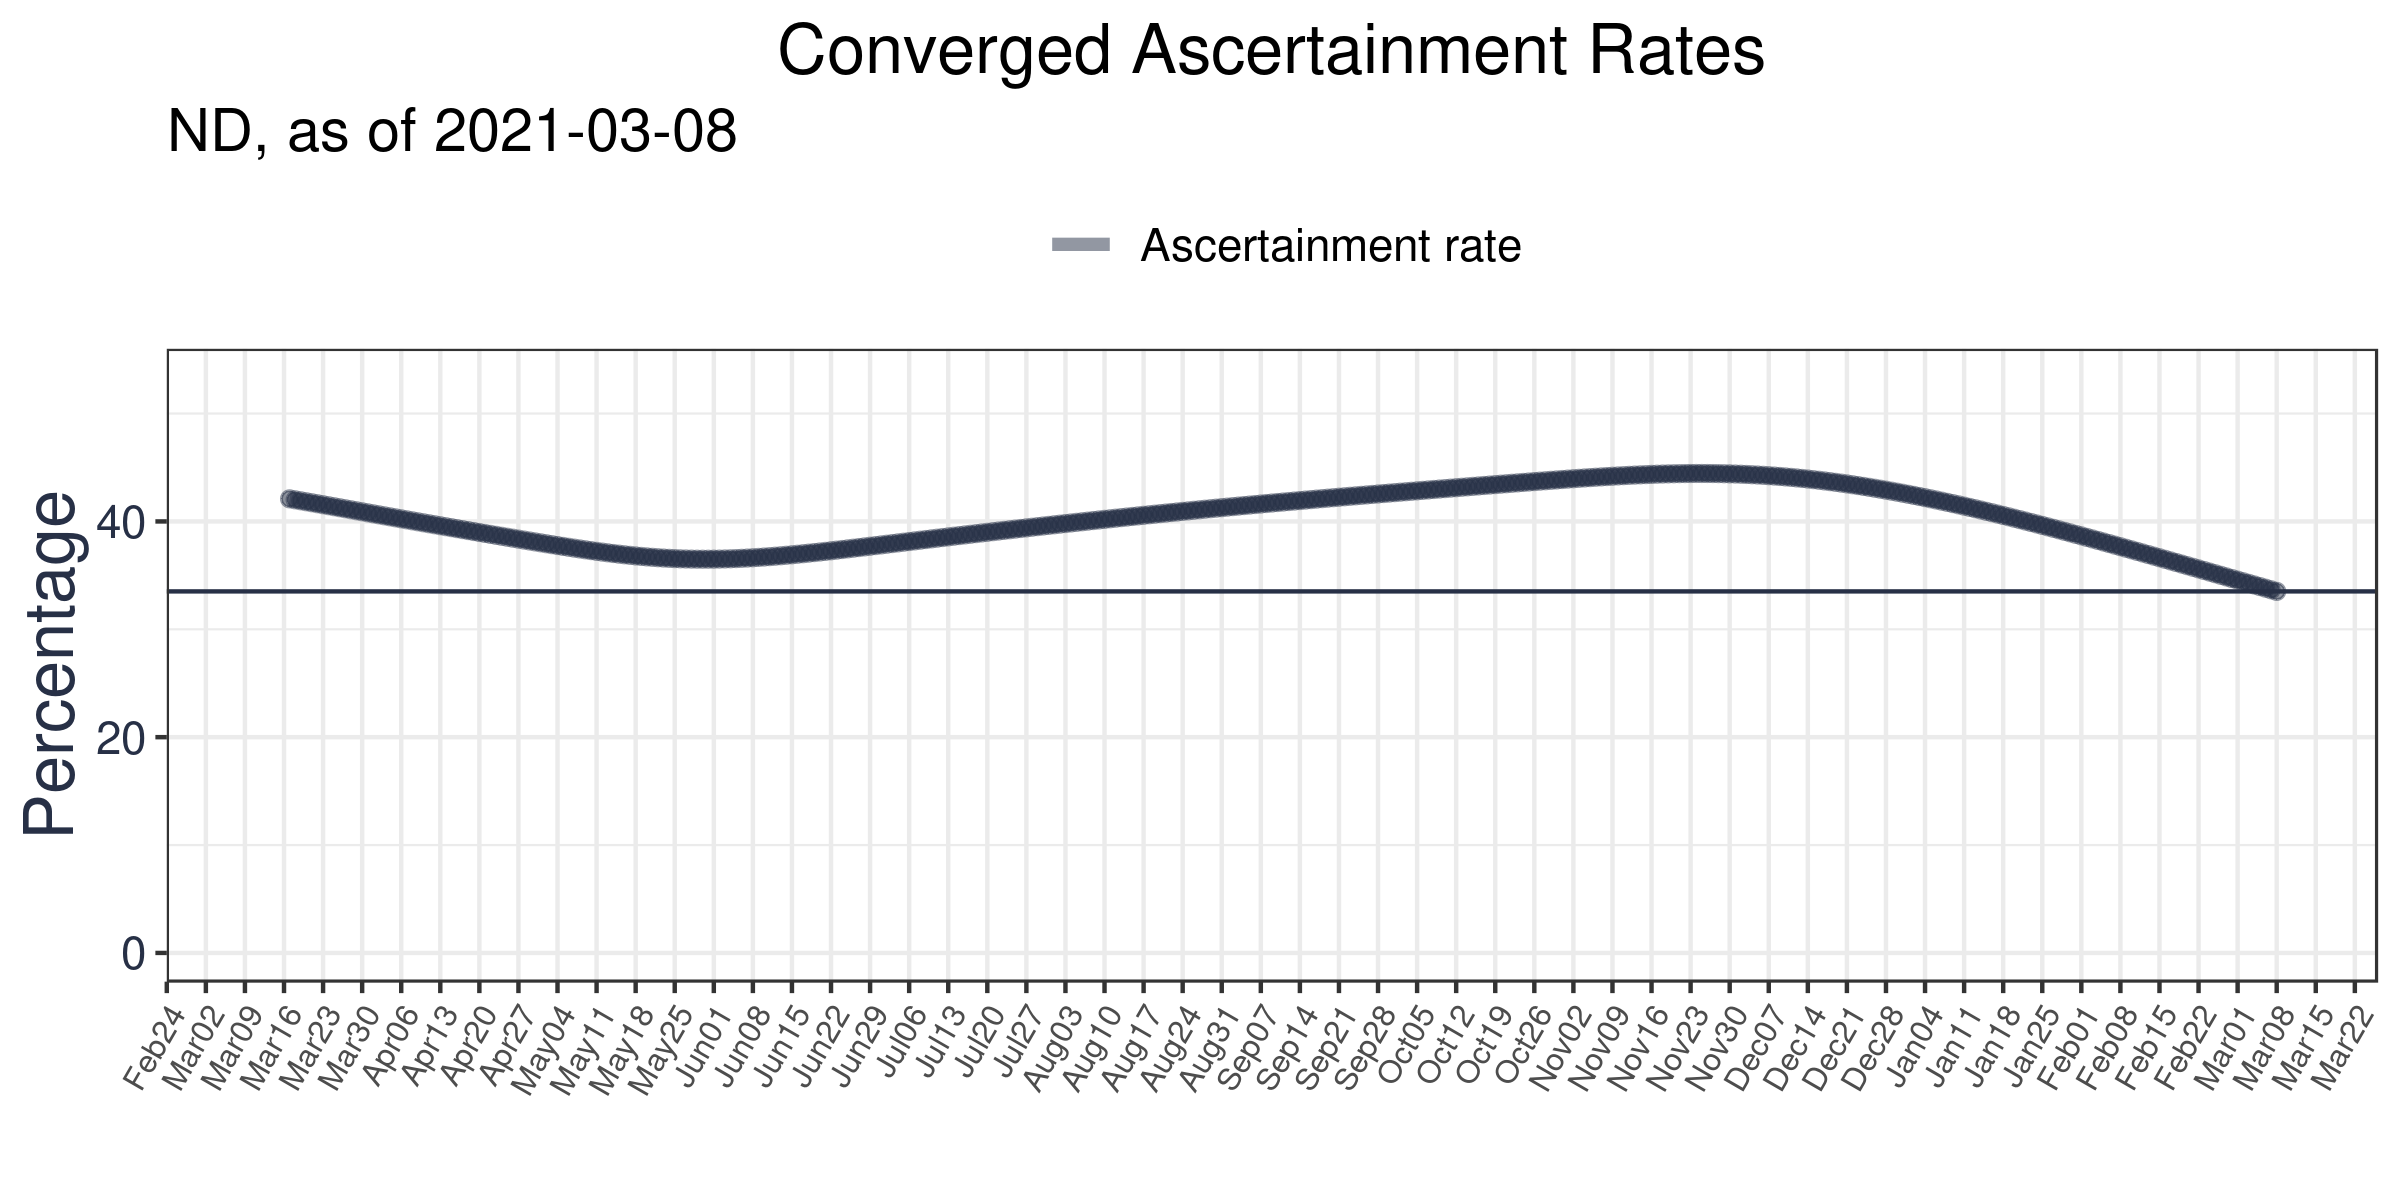 Converged Ascertainment Rates
ND, as of 2021-03-08
Ascertainment rate
Percentage
40
20
0
Feb24
Mar02
Mar09
Mar16
Mar23
Mar30
Apr06
Apr13
Apr20
Apr27
May04
May11
May18
May25
Jun01
Jun08
Jun15
Jun22
Jun29
Jul06
Jul13
Jul20
Jul27
Aug03
Aug10
Aug17
Aug24
Aug31
Sep07
Sep14
Sep21
Sep28
Oct05
Oct12
Oct19
Oct26
Nov02
Nov09
Nov16
Nov23
Nov30
Dec07
Dec14
Dec21
Dec28
Jan04
Jan11
Jan18
Jan25
Feb01
Feb08
Feb15
Feb22
Mar01
Mar08
Mar15
Mar22